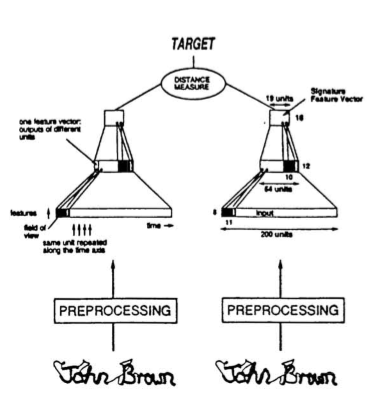 TARGET
DISTANCE
MEASURE
one feature vector:
outputs of different
units
19 units
Signature
Feature Vector
16
12
10
64 units
features
field of
view
time
same unit repeated
along the time axis
8
11
Input
200 units
PREPROCESSING
PREPROCESSING
John Brown
John Brown